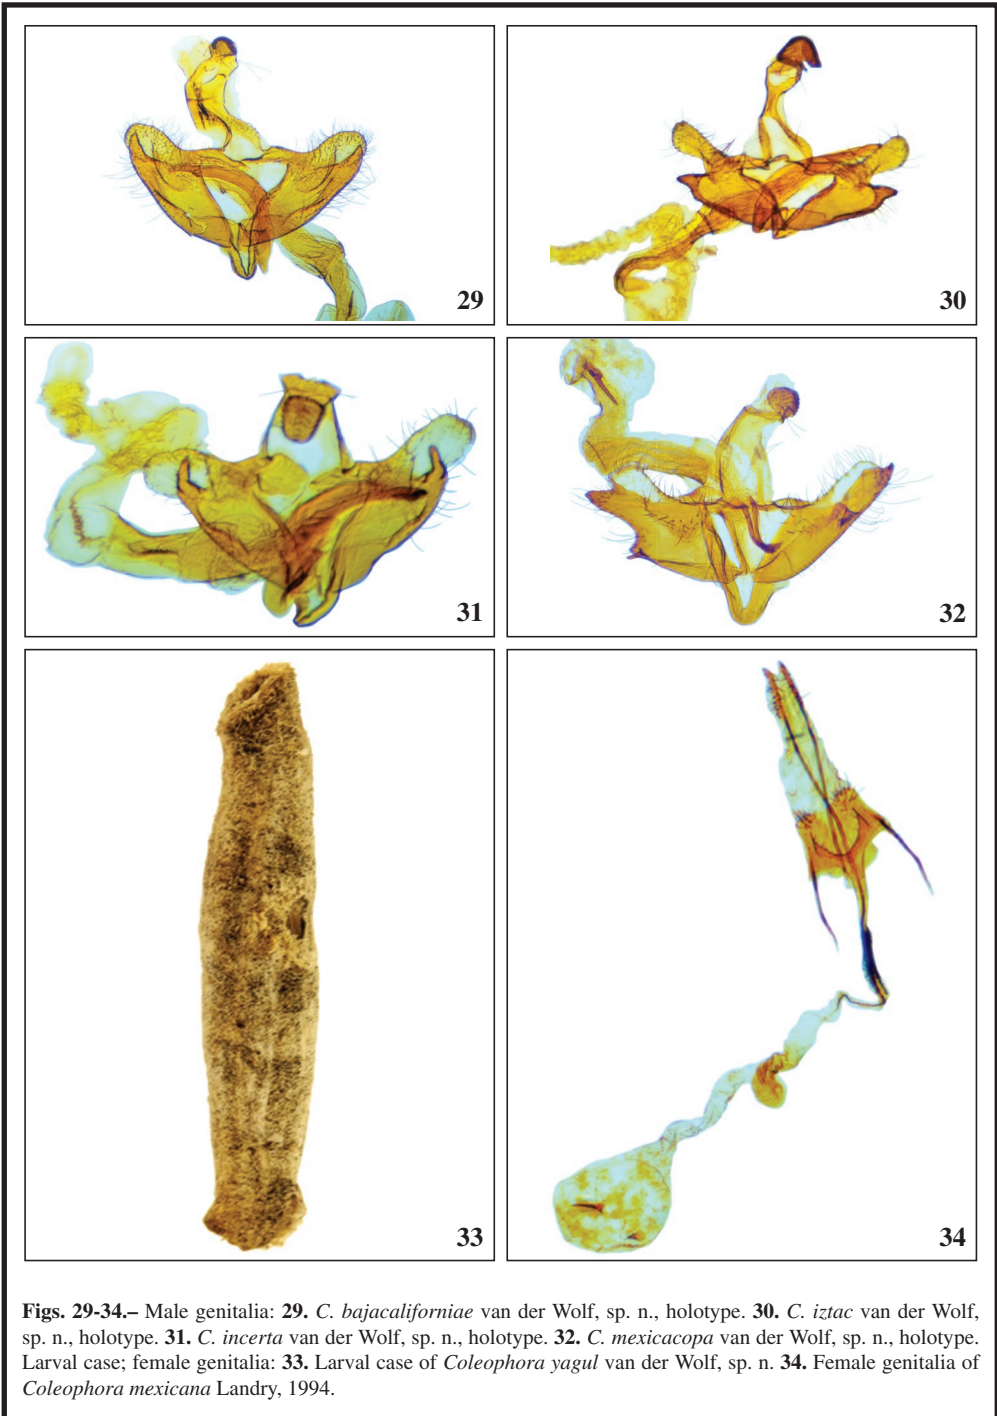 29
30
31
32
33
34
Figs. 29-34.– Male genitalia: 29. C. bajacaliforniae van der Wolf, sp. n., holotype. 30. C. iztac van der Wolf,
sp. n., holotype. 31. C. incerta van der Wolf, sp. n., holotype. 32. C. mexicacopa van der Wolf, sp. n., holotype.
Larval case; female genitalia: 33. Larval case of Coleophora yagul van der Wolf, sp. n. 34. Female genitalia of
Coleophora mexicana Landry, 1994.